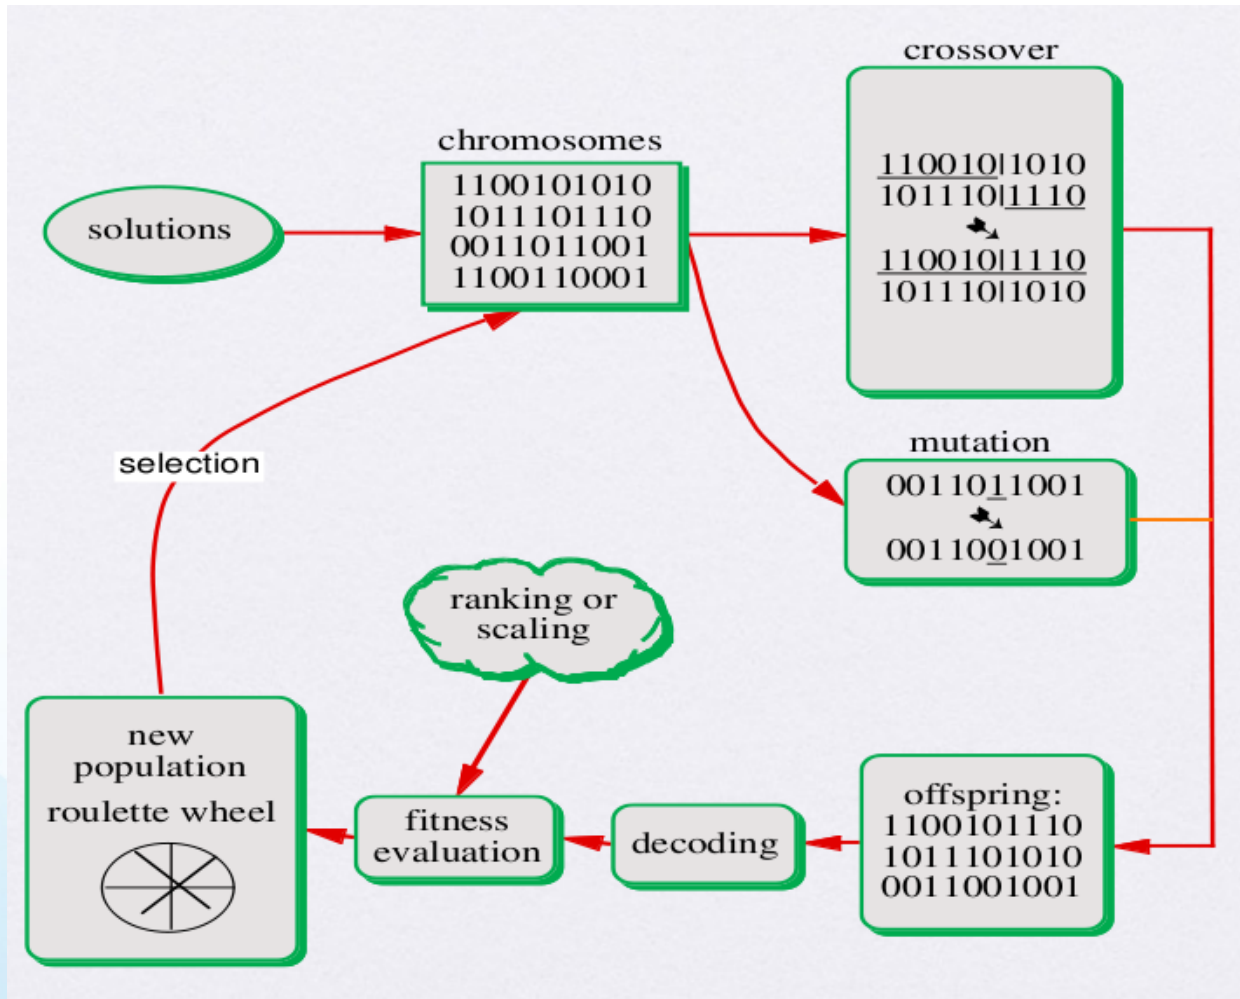 crossover
chromosomes
1100101010
1011101110
0011011001
1100110001
solutions
110010|1010
101110|1110
110010|1110
101110|1010
selection
mutation
0011011001
0011001001
ranking or
scaling
new
population
roulette wheel
fitness
evaluation
decoding
offspring:
1100101110
1011101010
0011001001